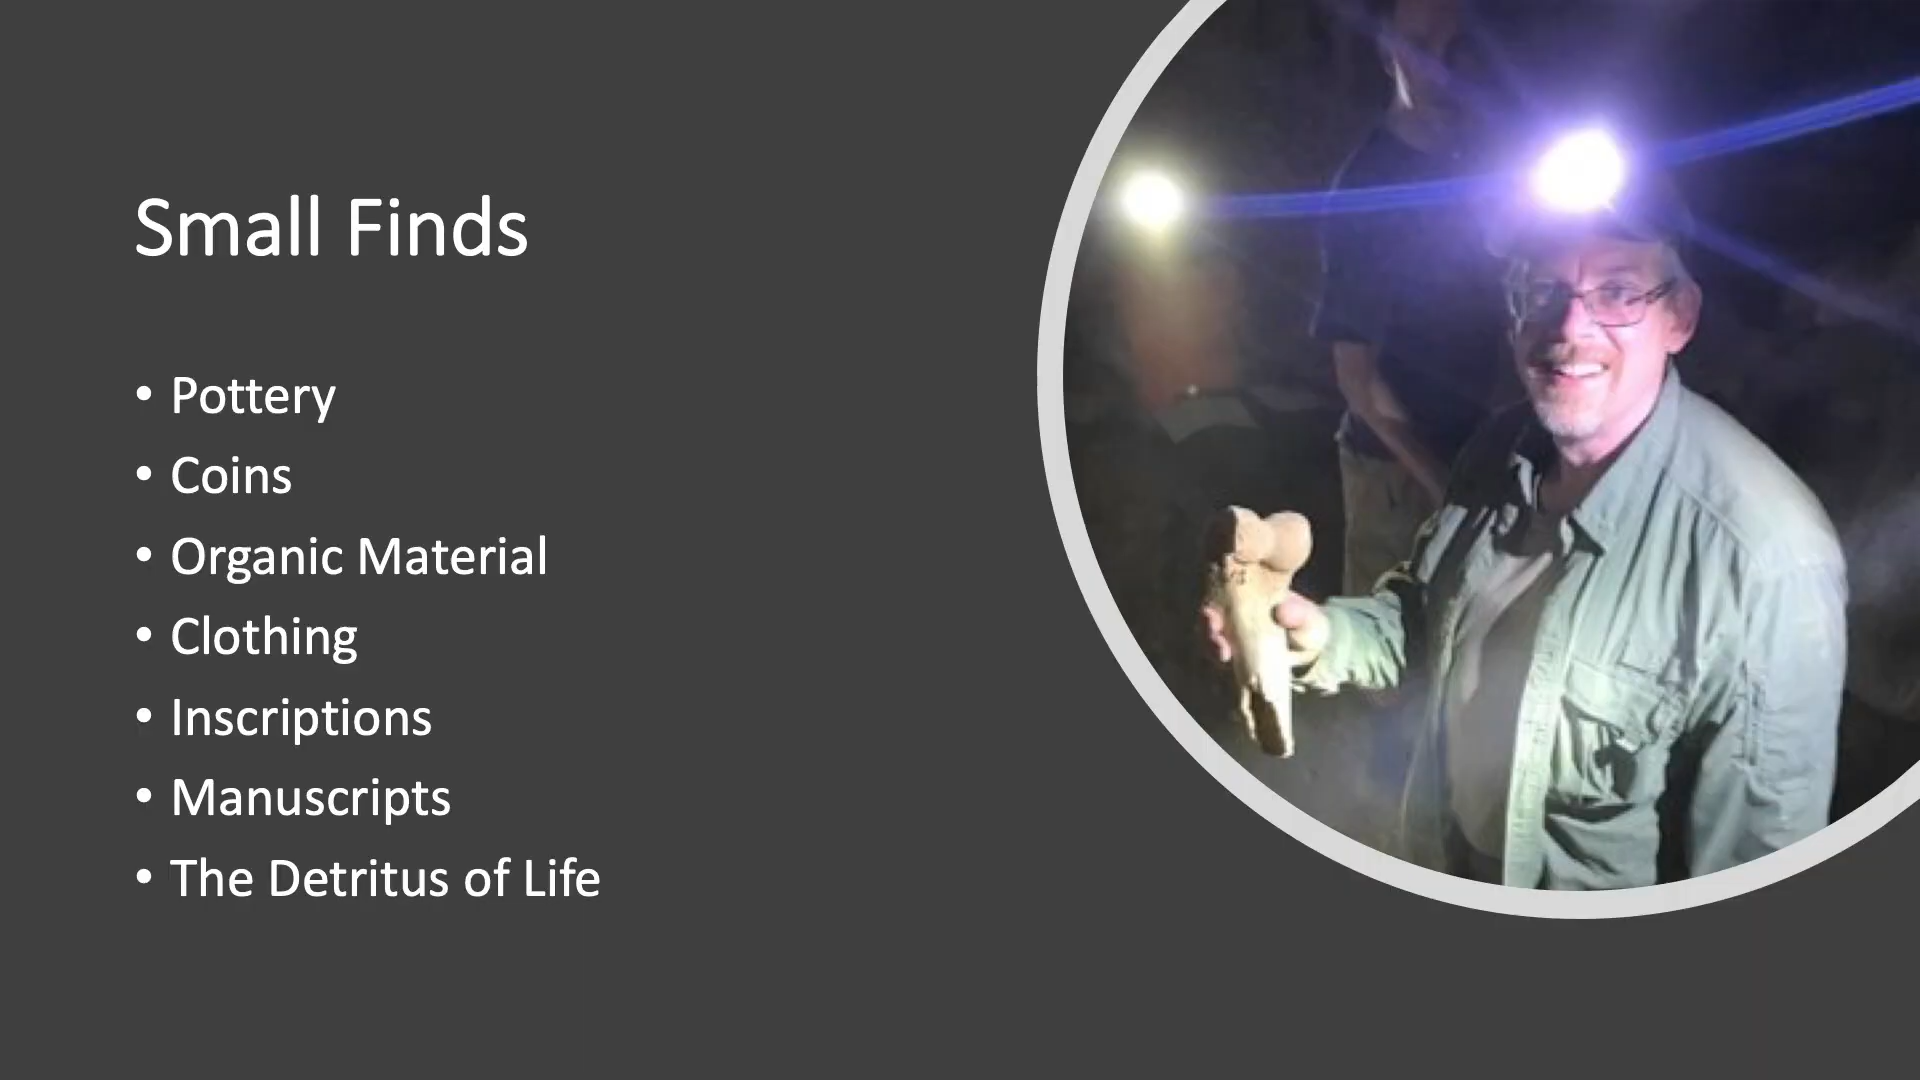 Small Finds
• Pottery
• Coins
• Organic Material
• Clothing
• Inscriptions
• Manuscripts
• The Detritus of Life